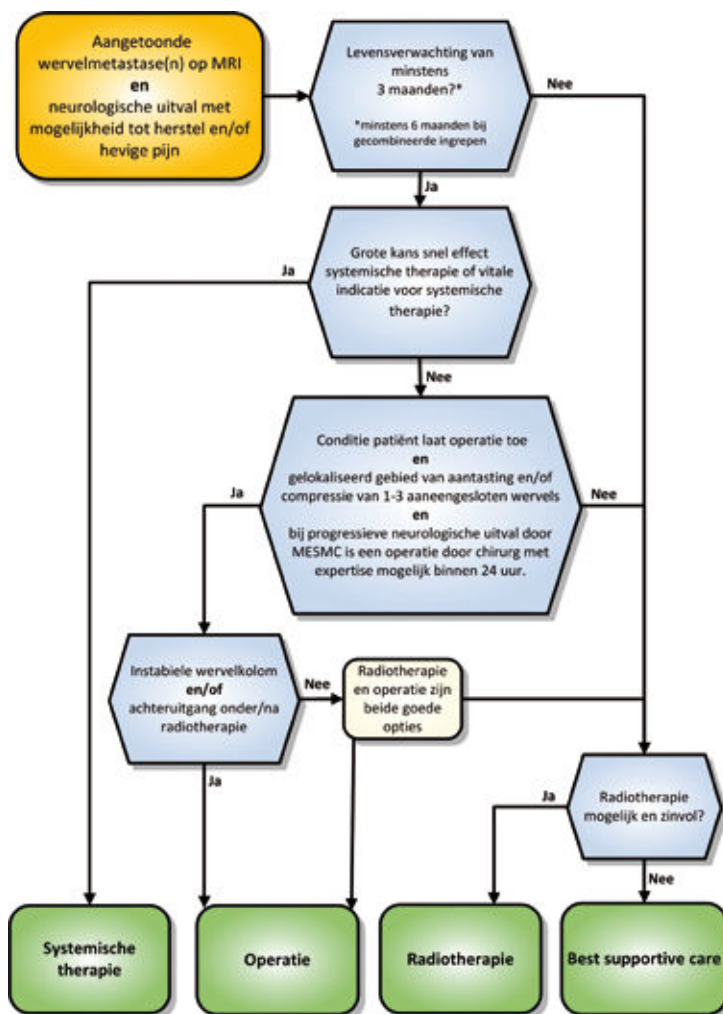 Aangetoonde
wervelmetastase(n) op MRI
en
neurologische uitval met
mogelijkheid tot herstel en/of
hevige pijn
Levensverwachting van
minstens
3 maanden?*
*minstens 6 maanden bij
gecombineerde ingrepen
Nee
Ja
Grote kans snel effect
systemische therapie of vitale
indicatie voor systemische
therapie?
Ja
Nee
Conditie patiënt laat operatie toe
en
gelokaliseerd gebied van aantasting en/of
compressie van 1-3 aaneengesloten wervels
en
bij progressieve neurologische uitval door
MESMC is een operatie door chirurg met
expertise mogelijk binnen 24 uur.
Ja
Nee
Instabiele wervelkolom
en/of
achteruitgang onder/na
radiotherapie
Nee
Radiotherapie
en operatie zijn
beide goede
opties
Ja
Radiotherapie
mogelijk en zinvol?
Ja
Nee
Systemische
therapie
Operatie
Radiotherapie
Best supportive care